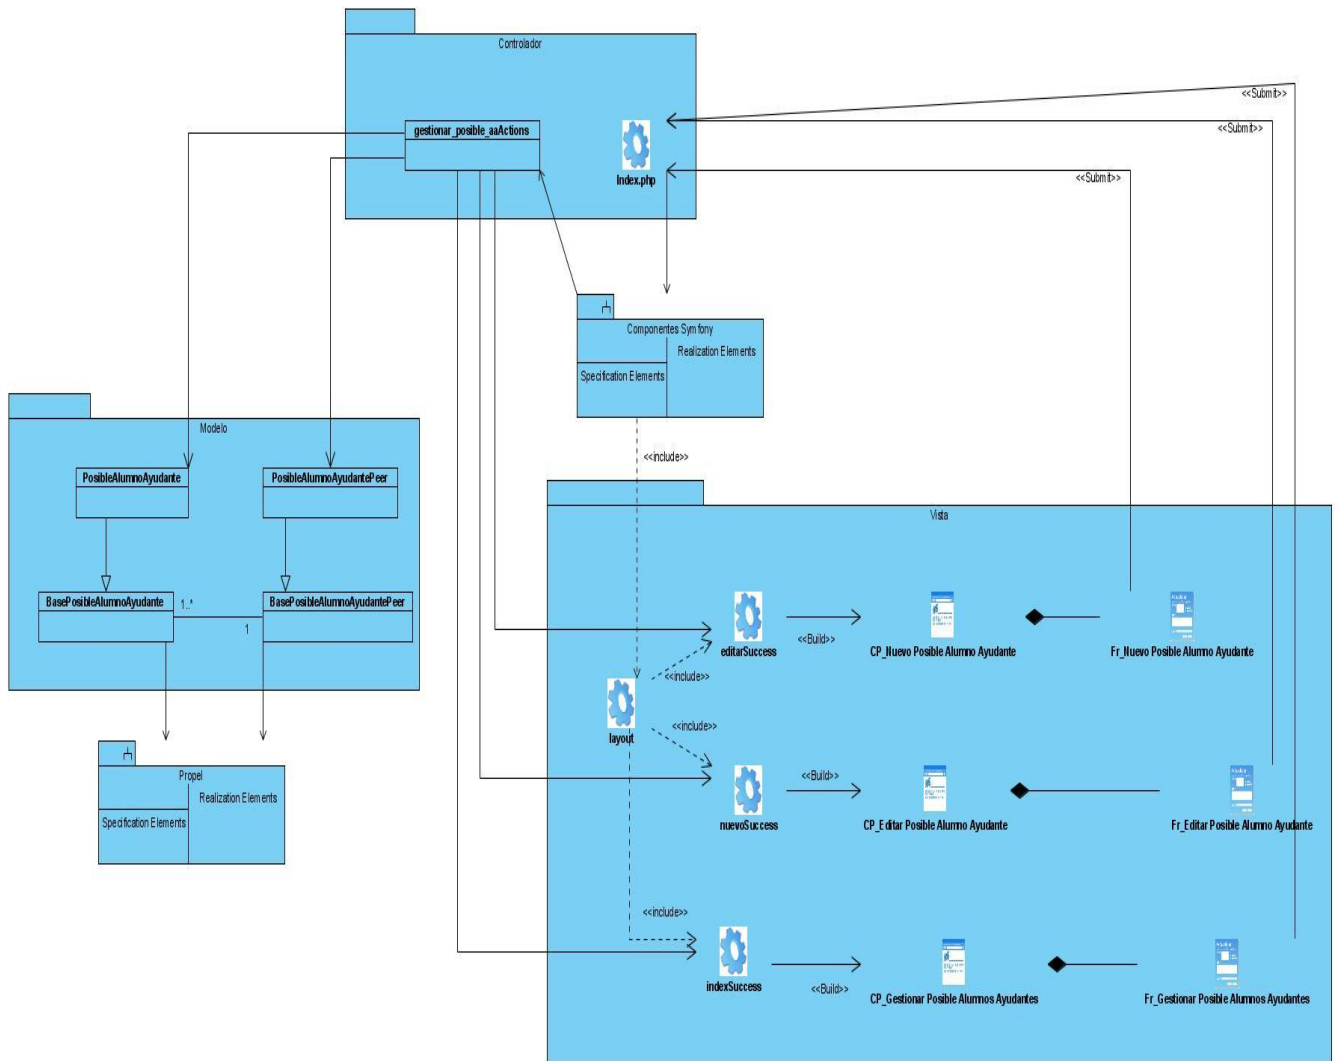 Controlador
<<Submit>>
<<Submit>>
gestionar_posible_aaActions
Index.php
<<Submit>>
Componentes Symfony
Realization Elements
Specification Elements
Modelo
<<include>>
PosibleAlumnoAyudante
PosibleAlumnoAyudantePeer
Vista
BasePosibleAlumnoAyudante
1..*
1
BasePosibleAlumnoAyudantePeer
<<Build>>
editarSuccess
CP_Nuevo Posible Alumno Ayudante
Fr_Nuevo Posible Alumno Ayudante
<<include>>
<<include>>
layout
Propel
Realization Elements
Specification Elements
<<Build>>
nuevoSuccess
CP_Editar Posible Alumno Ayudante
Fr_Editar Posible Alumno Ayudante
<<include>>
indexSuccess
<<Build>>
CP_Gestionar Posible Alumnos Ayudantes
Fr_Gestionar Posible Alumnos Ayudantes